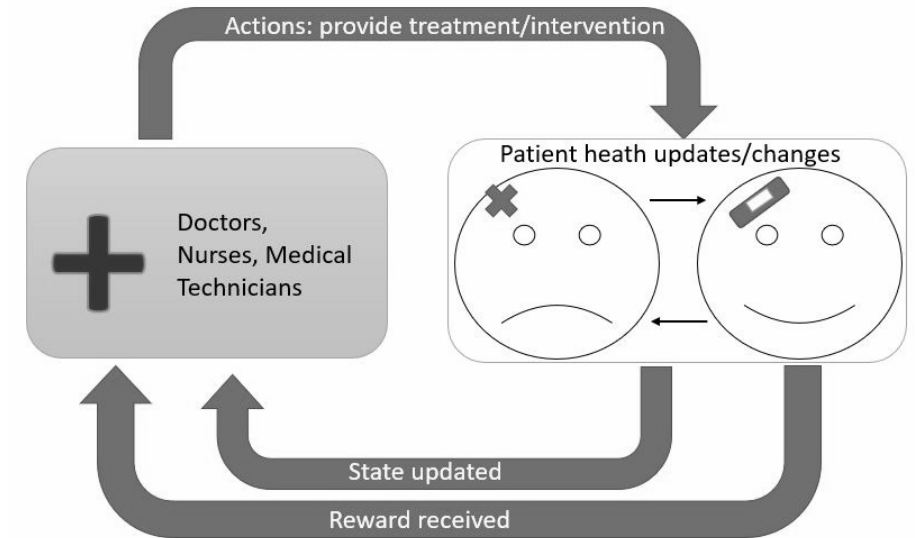 Actions: provide treatment/intervention
Patient heath updates/changes
Doctors,
Nurses, Medical
Technicians
State updated
Reward received